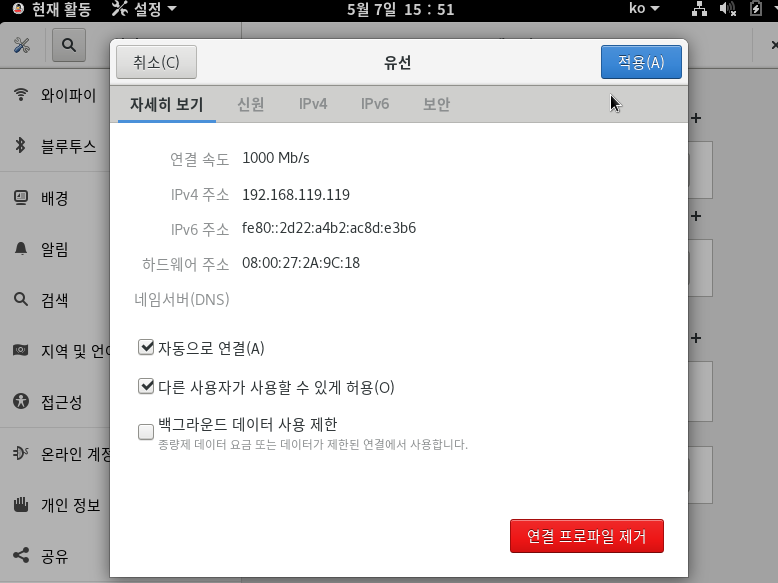 현재 활동 설정 5월 7일 15 : 51 ko
취소(C) 유선 적용(A)
자세히 보기 신원 IPv4 IPv6 보안
와이파이
블루투스
배경
알림
검색
지역 및 언어
접근성
온라인 계정
개인 정보
공유
연결 속도 1000 Mb/s
IPv4 주소 192.168.119.119
IPv6 주소 fe80::2d22:a4b2:ac8d:e3b6
하드웨어 주소 08:00:27:2A:9C:18
네임서버(DNS)
자동으로 연결(A)
다른 사용자가 사용할 수 있게 허용(O)
백그라운드 데이터 사용 제한
종량제 데이터 요금 또는 데이터가 제한된 연결에서 사용합니다.
연결 프로파일 제거